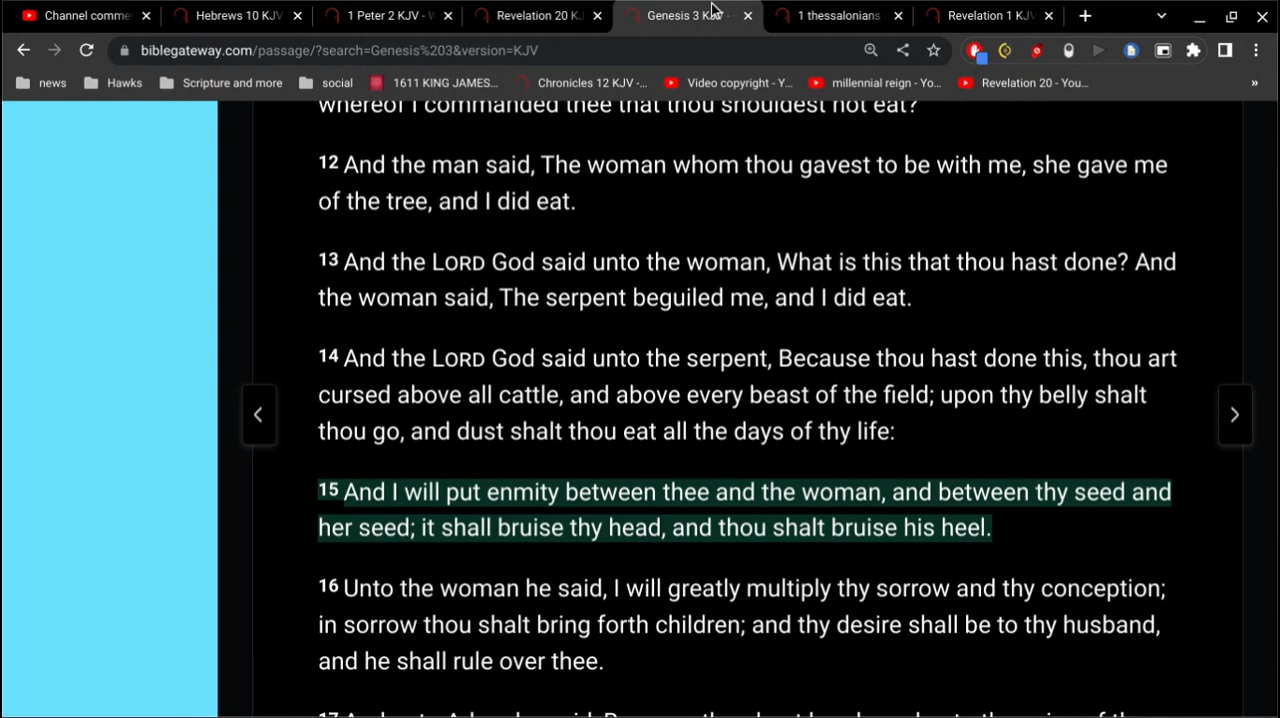 Channel comme
Hebrews 10 KJV
1 Peter 2 KJV - 
Revelation 20 KJ
Genesis 3 
1 thessalonians
Revelation 1 KJV
biblegateway.com/passage/?search=Genesis%203&version=KJV
news
Hawks
Scripture and more
social
1611 KING JAMES...
Chronicles 12 KJV -...
Video copyright - Y...
millennial reign - Yo...
Revelation 20 - You...
»
whereof I commanded thee that thou shouldest not eat?
12 And the man said, The woman whom thou gavest to be with me, she gave me
of the tree, and I did eat.
13 And the LORD God said unto the woman, What is this that thou hast done? And
the woman said, The serpent beguiled me, and I did eat.
14 And the LORD God said unto the serpent, Because thou hast done this, thou art
cursed above all cattle, and above every beast of the field; upon thy belly shalt
thou go, and dust shalt thou eat all the days of thy life:
15 And I will put enmity between thee and the woman, and between thy seed and
her seed; it shall bruise thy head, and thou shalt bruise his heel.
16 Unto the woman he said, I will greatly multiply thy sorrow and thy conception;
in sorrow thou shalt bring forth children; and thy desire shall be to thy husband,
and he shall rule over thee.